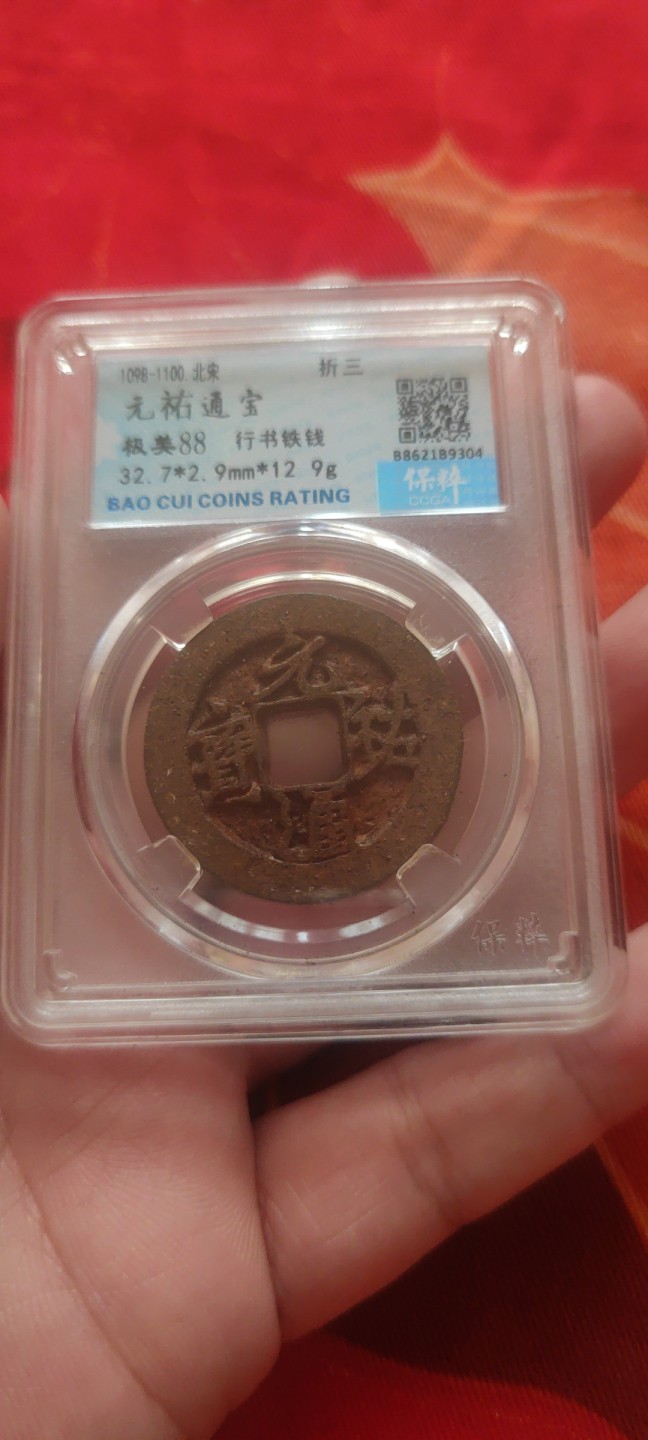 1098-1100 北宋 折三
元祐通宝
极美88 行书铁钱
32.7*2.9mm*12.9g
BAO CUI COINS RATING
B8621B9304
保粹
CCGA
元祐通寳
保粹